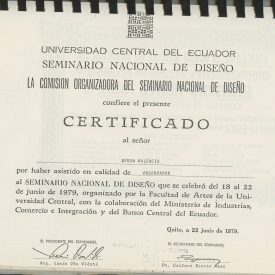 UNIVERSIDAD CENTRAL DEL ECUADOR
SEMINARIO NACIONAL DE DISEÑO
LA COMISION ORGANIZADORA DEL SEMINARIO NACIONAL DE DISEÑO
confiere el presente
CERTIFICADO
al señor
BYRON VALENCIA
por haber asistido en calidad de OBSERVADOR
al SEMINARIO NACIONAL DE DISEÑO que se celebró del 18 al 22
de junio de 1979, organizado por la Facultad de Artes de la Uni-
versidad Central, con la colaboración del Ministerio de Industrias,
Comercio e Integración y del Banco Central del Ecuador.
Quito, a 22 junio de 1979.
EL PRESIDENTE DEL SEMINARIO
EL SECRETARIO DEL SEMINARIO